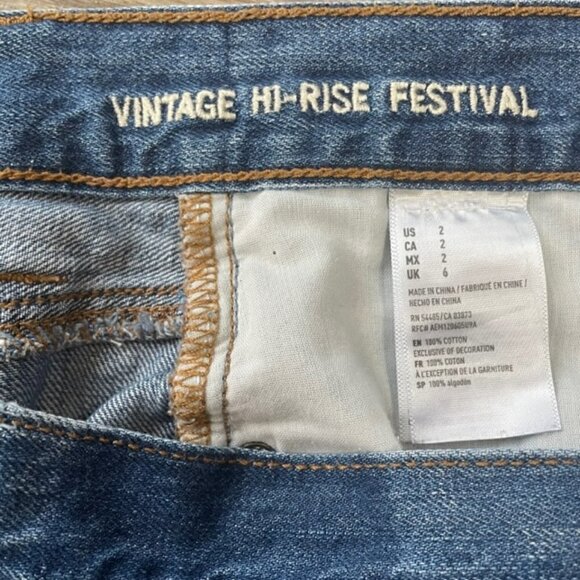 VINTAGE HI-RISE FESTIVAL
US 2
CA 2
MX 2
UK 6
MADE IN CHINA / FABRIQUÉ EN CHINE /
HECHO EN CHINA
RN 54485/CA 03873
RFC# AEM120605U9A
EN 100% COTTON
EXCLUSIVE OF DECORATION
FR 100% COTON
À L'EXCEPTION DE LA GARNITURE
SP 100% algodón